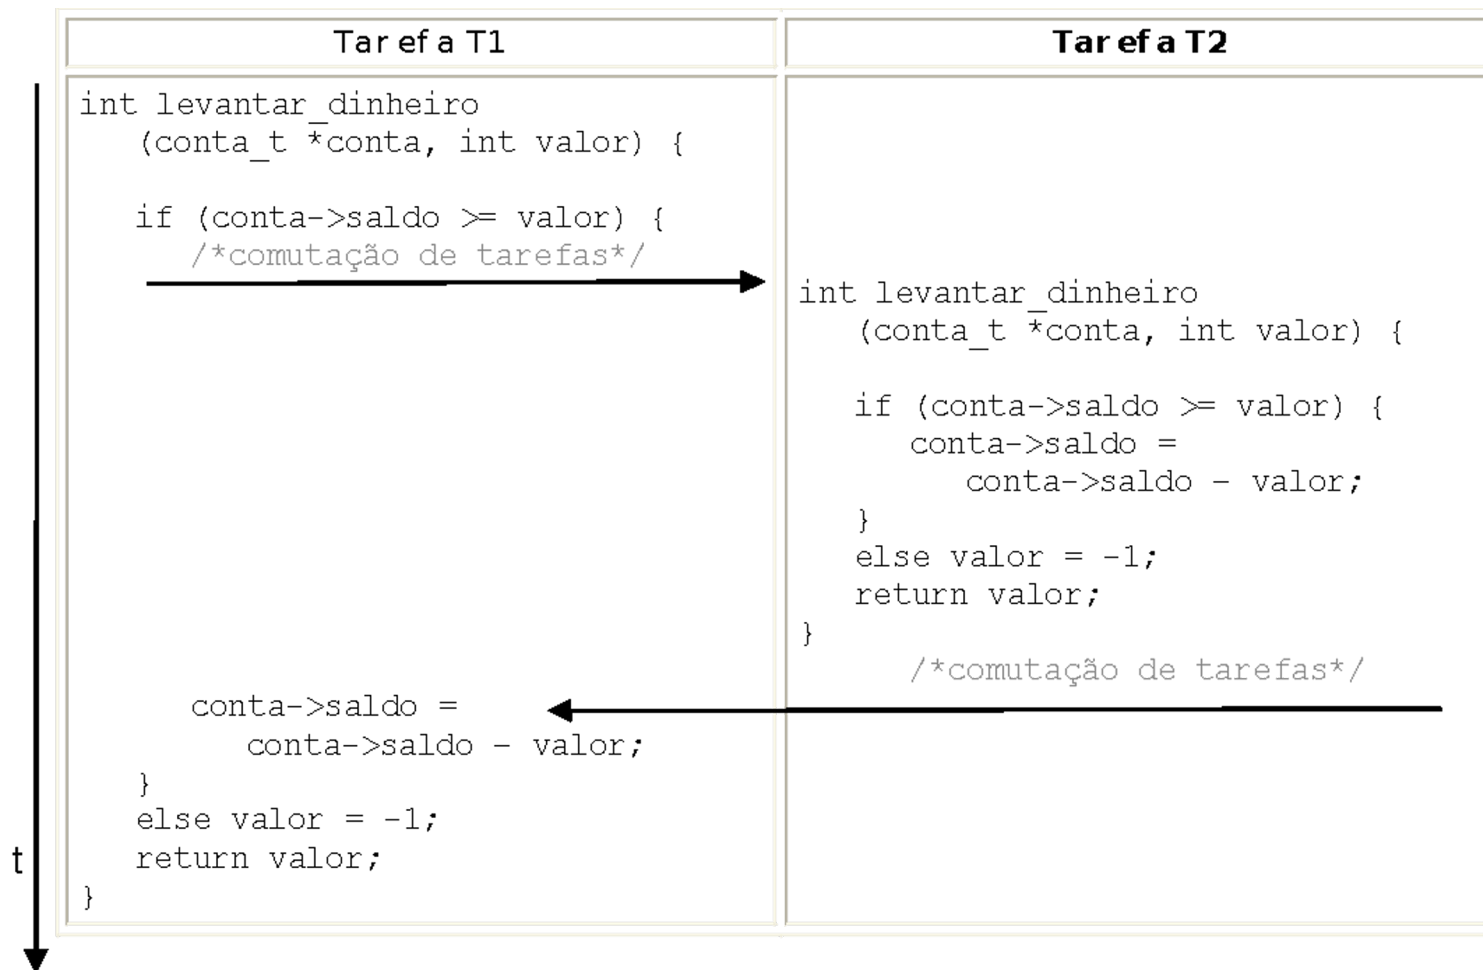 Tarefa T1
Tarefa T2
int levantar_dinheiro
(conta_t *conta, int valor) {
if (conta->saldo >= valor) {
/*comutação de tarefas*/
int levantar_dinheiro
(conta_t *conta, int valor) {
if (conta->saldo >= valor) {
conta->saldo =
conta->saldo - valor;
}
else valor = -1;
return valor;
}
/*comutação de tarefas*/
conta->saldo =
conta->saldo - valor;
}
else valor = -1;
return valor;
}
t